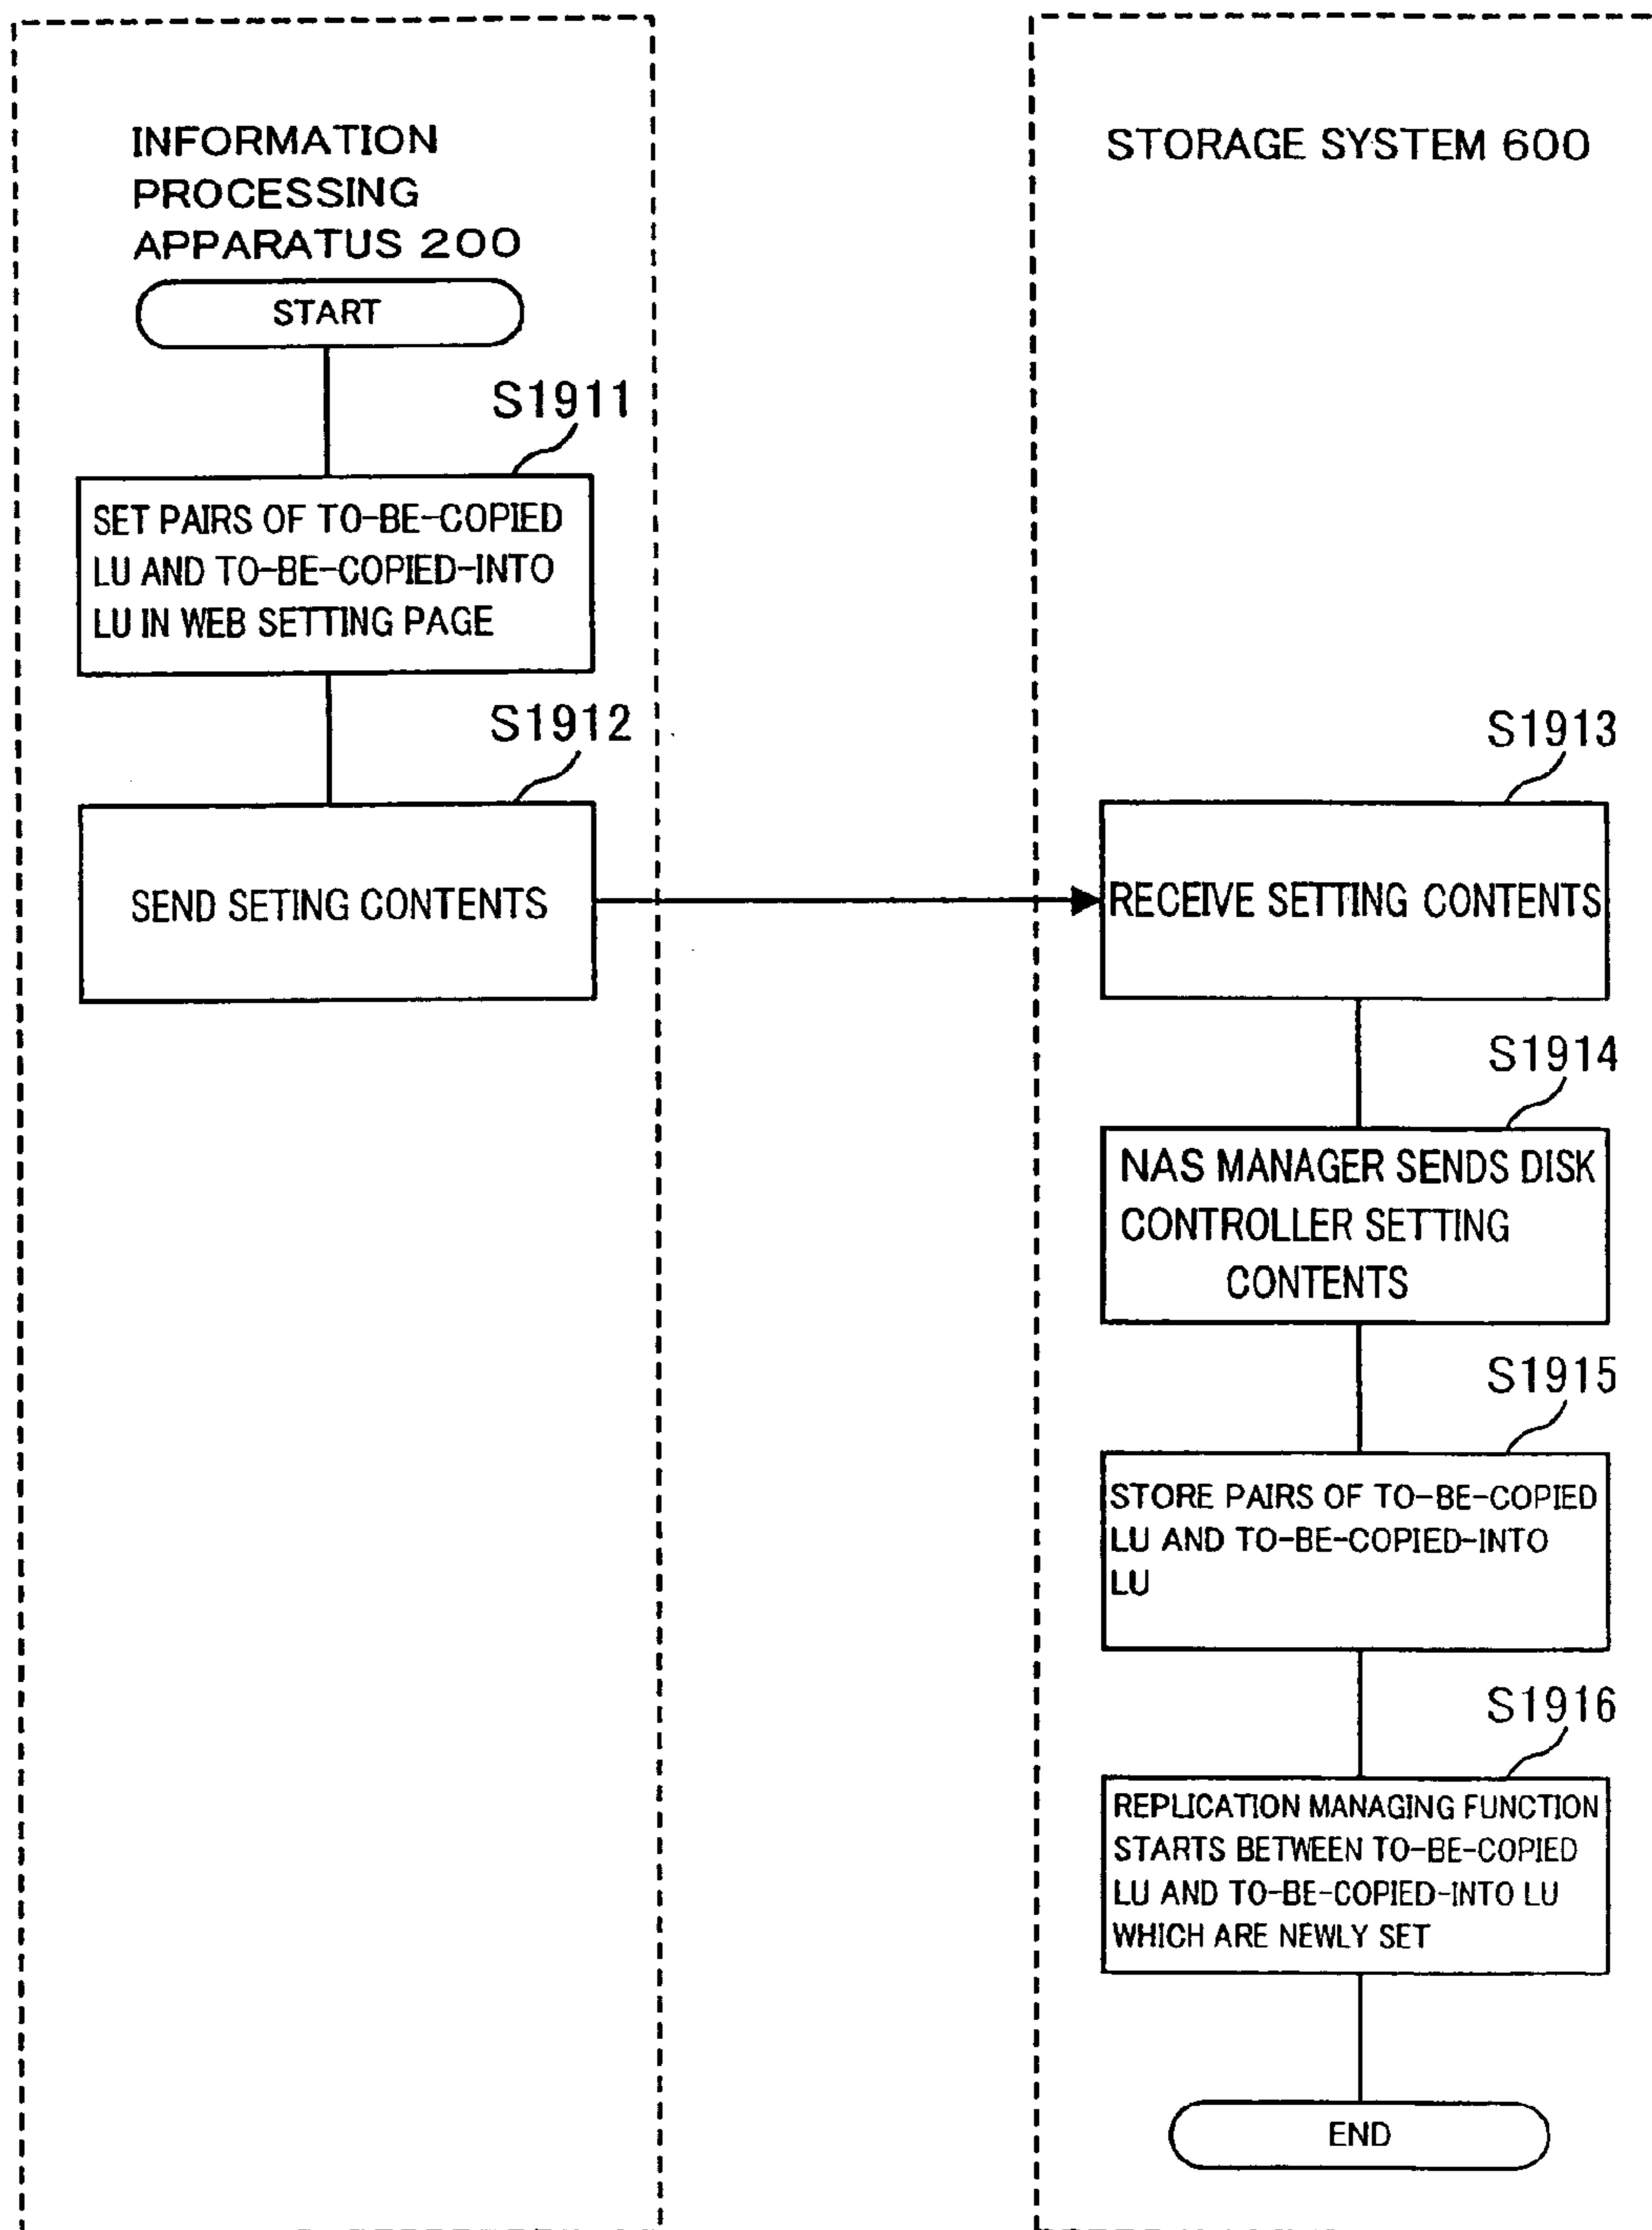 INFORMATION
PROCESSING
APPARATUS 200
START
S1911
SET PAIRS OF TO-BE-COPIED
LU AND TO-BE-COPIED-INTO
LU IN WEB SETTING PAGE
S1912
SEND SETING CONTENTS
STORAGE SYSTEM 600
S1913
RECEIVE SETTING CONTENTS
S1914
NAS MANAGER SENDS DISK
CONTROLLER SETTING
CONTENTS
S1915
STORE PAIRS OF TO-BE-COPIED
LU AND TO-BE-COPIED-INTO
LU
S1916
REPLICATION MANAGING FUNCTION
STARTS BETWEEN TO-BE-COPIED
LU AND TO-BE-COPIED-INTO LU
WHICH ARE NEWLY SET
END